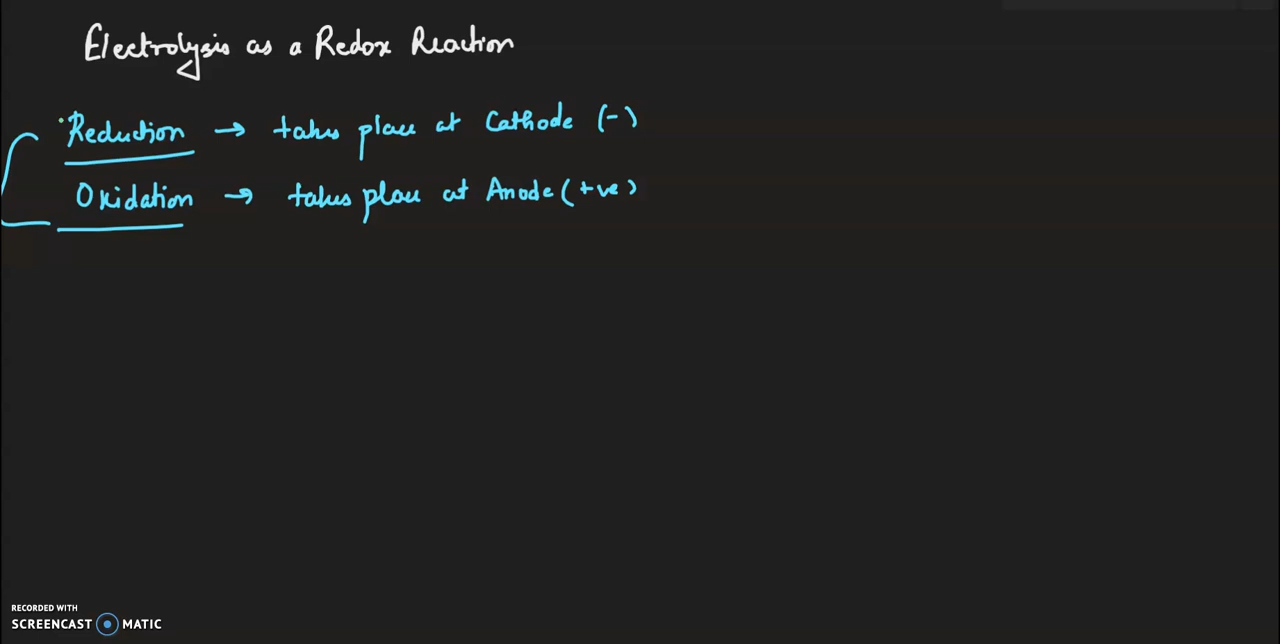 Electrolysis as a Redox Reaction
Reduction → takes place at Cathode (-)
Oxidation → takes place at Anode (+ve)
RECORDED WITH
SCREENCAST MATIC